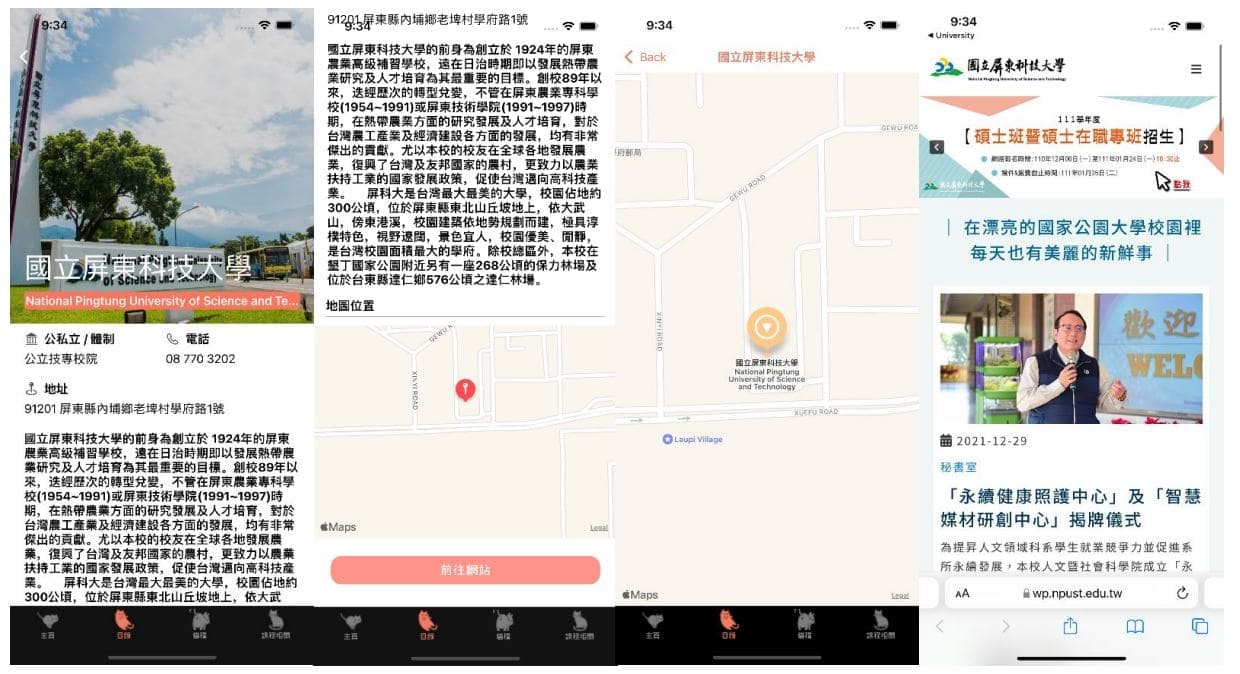 9:34
國立屏東科技大學
of Science and Technology
國立屏東科技大學
National Pingtung University of Science and Te...
公私立 / 體制
電話
公立技專校院
08 770 3202
地址
91201 屏東縣內埔鄉老埤村學府路1號
國立屏東科技大學的前身為創立於 1924年的屏東
農業高級補習學校，遠在日治時期即以發展熱帶農
業研究及人才培育為其最重要的目標。創校89年以
來，迭經歷次的轉型兌變，不管在屏東農業專科學
校(1954~1991)或屏東技術學院(1991~1997)時
期，在熱帶農業方面的研究發展及人才培育，對於
台灣農工產業及經濟建設各方面的發展，均有非常
傑出的貢獻。尤以本校的校友在全球各地發展農
業，復興了台灣及友邦國家的農村，更致力以農業
扶持工業的國家發展政策，促使台灣邁向高科技產
業。 屏科大是台灣最大最美的大學，校園佔地約
300公頃，位於屏東縣東北山丘坡地上，依大武
主頁
目錄
貓檔
課程相關
91201 屏東縣內埔鄉老埤村學府路1號
9:34
國立屏東科技大學的前身為創立於 1924年的屏東
農業高級補習學校，遠在日治時期即以發展熱帶農
業研究及人才培育為其最重要的目標。創校89年以
來，迭經歷次的轉型兌變，不管在屏東農業專科學
校(1954~1991)或屏東技術學院(1991~1997)時
期，在熱帶農業方面的研究發展及人才培育，對於
台灣農工產業及經濟建設各方面的發展，均有非常
傑出的貢獻。尤以本校的校友在全球各地發展農
業，復興了台灣及友邦國家的農村，更致力以農業
扶持工業的國家發展政策，促使台灣邁向高科技產
業。 屏科大是台灣最大最美的大學，校園佔地約
300公頃，位於屏東縣東北山丘坡地上，依大武
山，傍東港溪，校園建築依地勢規劃而建，極具淳
樸特色，視野遼闊，景色宜人，校園優美、閒靜，
是台灣校園面積最大的學府。除校總區外，本校在
墾丁國家公園附近另有一座268公頃的保力林場及
位於台東縣達仁鄉576公頃之達仁林場。
地圖位置
GEWU R
XINYI ROAD
Maps
Legal
前往網站
主頁
目錄
貓檔
課程相關
9:34
Back
國立屏東科技大學
GEWU ROA
府郵局
GEWU ROAD
XINYI ROAD
國立屏東科技大學
National Pingtung
University of Science
and Technology
XUEFU ROAD
Laupi Village
Maps
Legal
主頁
目錄
貓檔
課程相關
9:34
University
國立屏東科技大學
National Pingtung University of Science and Technology
111學年度
【 碩士班暨碩士在職專班招生 】
網路報名時間:110年12月06日(一)至111年01月24日(一)16:30止
點我
國立屏東科技大學
| 在漂亮的國家公園大學校園裡
每天也有美麗的新鮮事 |
歡迎
WELC
2021-12-29
秘書室
「永續健康照護中心」及「智慧
媒材研創中心」揭牌儀式
為提昇人文領域科系學生就業競爭力並促進系
所永續發展，本校人文暨社會科學院成立「永
AA
wp.npust.edu.tw